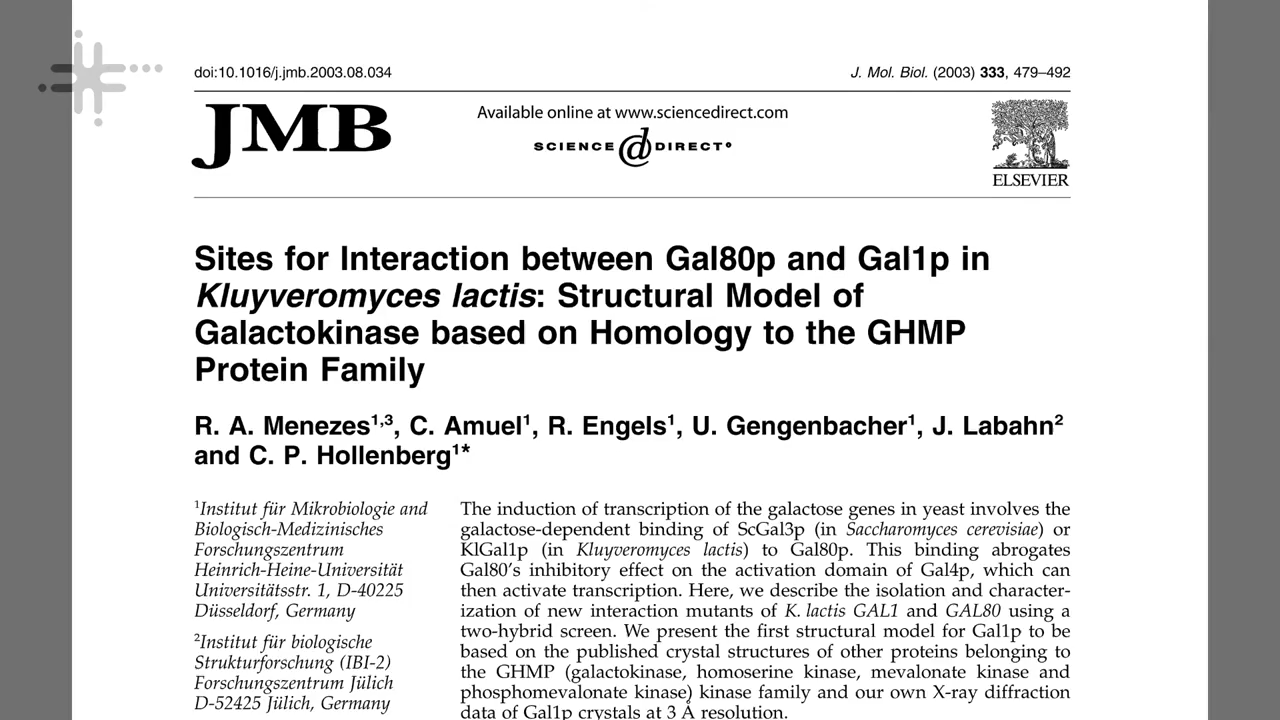 doi:10.1016/j.jmb.2003.08.034
J. Mol. Biol. (2003) 333, 479–492
JMB
Available online at www.sciencedirect.com
SCIENCE @ DIRECT®
ELSEVIER
Sites for Interaction between Gal80p and Gal1p in
Kluyveromyces lactis: Structural Model of
Galactokinase based on Homology to the GHMP
Protein Family
R. A. Menezes1,3, C. Amuel1, R. Engels1, U. Gengenbacher1, J. Labahn2
and C. P. Hollenberg1*
1Institut für Mikrobiologie and
Biologisch-Medizinisches
Forschungszentrum
Heinrich-Heine-Universität
Universitätsstr. 1, D-40225
Düsseldorf, Germany
2Institut für biologische
Strukturforschung (IBI-2)
Forschungszentrum Jülich
D-52425 Jülich, Germany
The induction of transcription of the galactose genes in yeast involves the
galactose-dependent binding of ScGal3p (in Saccharomyces cerevisiae) or
KlGal1p (in Kluyveromyces lactis) to Gal80p. This binding abrogates
Gal80's inhibitory effect on the activation domain of Gal4p, which can
then activate transcription. Here, we describe the isolation and character-
ization of new interaction mutants of K. lactis GAL1 and GAL80 using a
two-hybrid screen. We present the first structural model for Gal1p to be
based on the published crystal structures of other proteins belonging to
the GHMP (galactokinase, homoserine kinase, mevalonate kinase and
phosphomevalonate kinase) kinase family and our own X-ray diffraction
data of Gal1p crystals at 3 Å resolution.